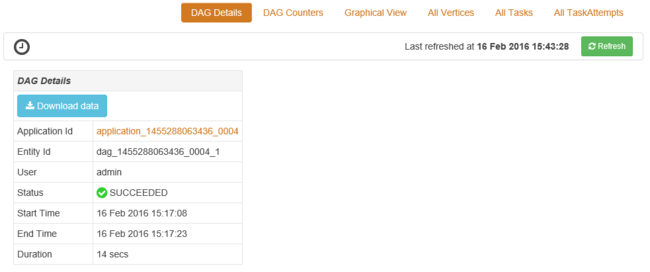 DAG Details DAG Counters Graphical View All Vertices All Tasks All TaskAttempts
Last refreshed at 16 Feb 2016 15:43:28 Refresh
DAG Details
Download data
Application Id application_1455288063436_0004
Entity Id dag_1455288063436_0004_1
User admin
Status SUCCEEDED
Start Time 16 Feb 2016 15:17:08
End Time 16 Feb 2016 15:17:23
Duration 14 secs